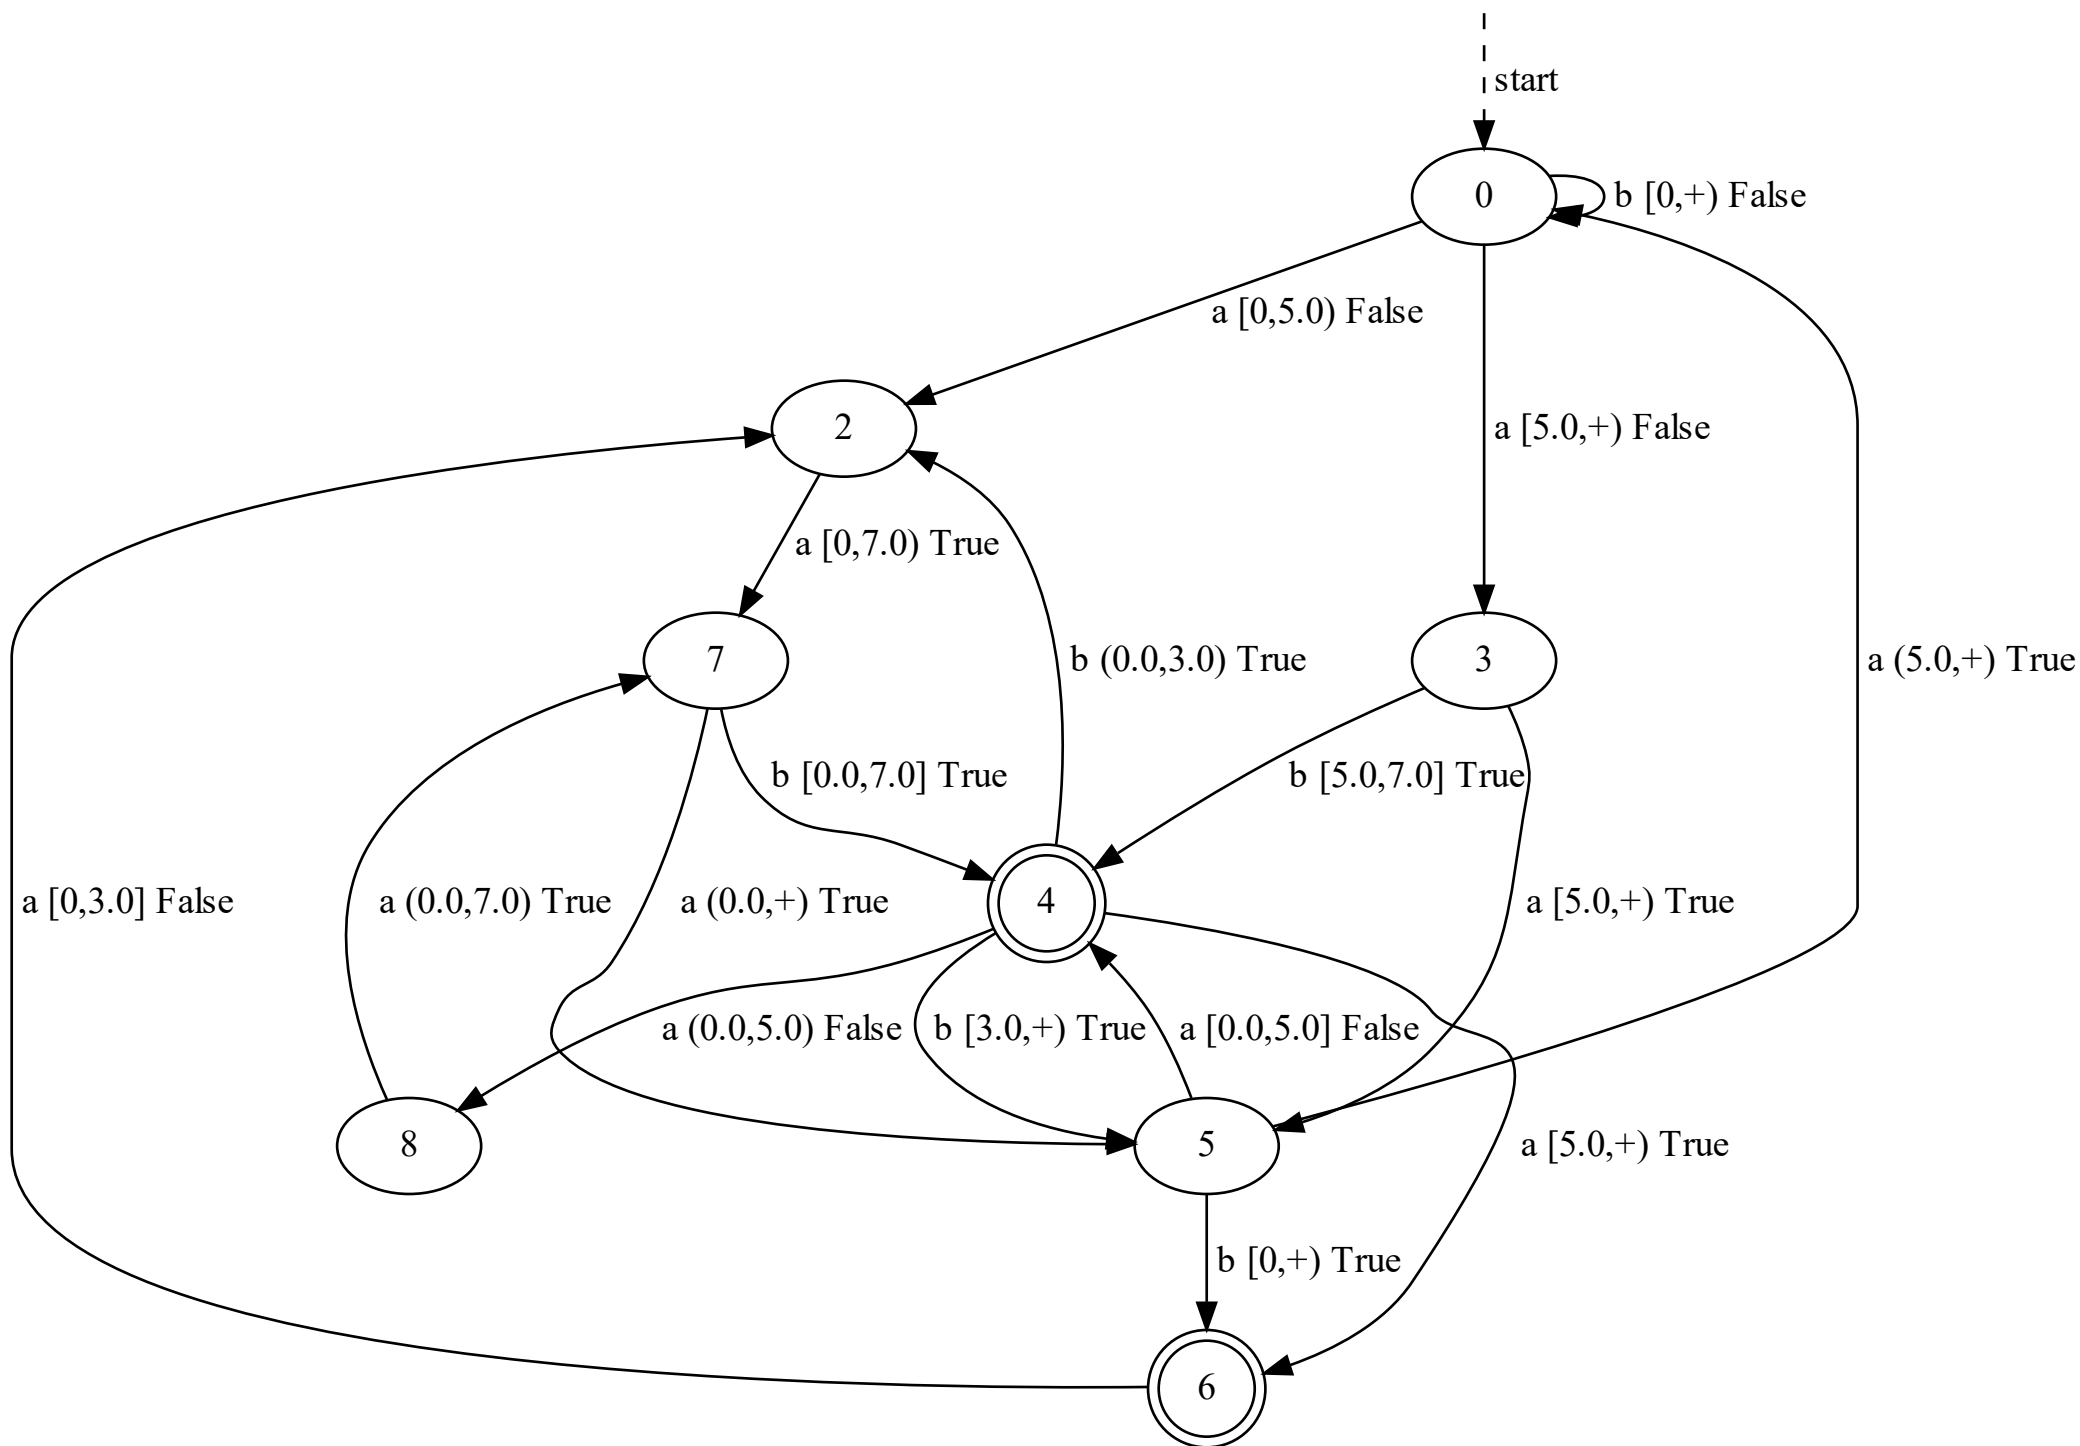 start
0
b [0,+) False
a [0,5.0) False
2
a [5.0,+) False
a [0,7.0) True
7
b (0.0,3.0) True
3
a (5.0,+) True
b [0.0,7.0] True
b [5.0,7.0] True
a [0,3.0] False
a (0.0,7.0) True
a (0.0,+) True
4
a [5.0,+) True
a (0.0,5.0) False
b [3.0,+) True
a [0.0,5.0] False
8
5
a [5.0,+) True
b [0,+) True
6